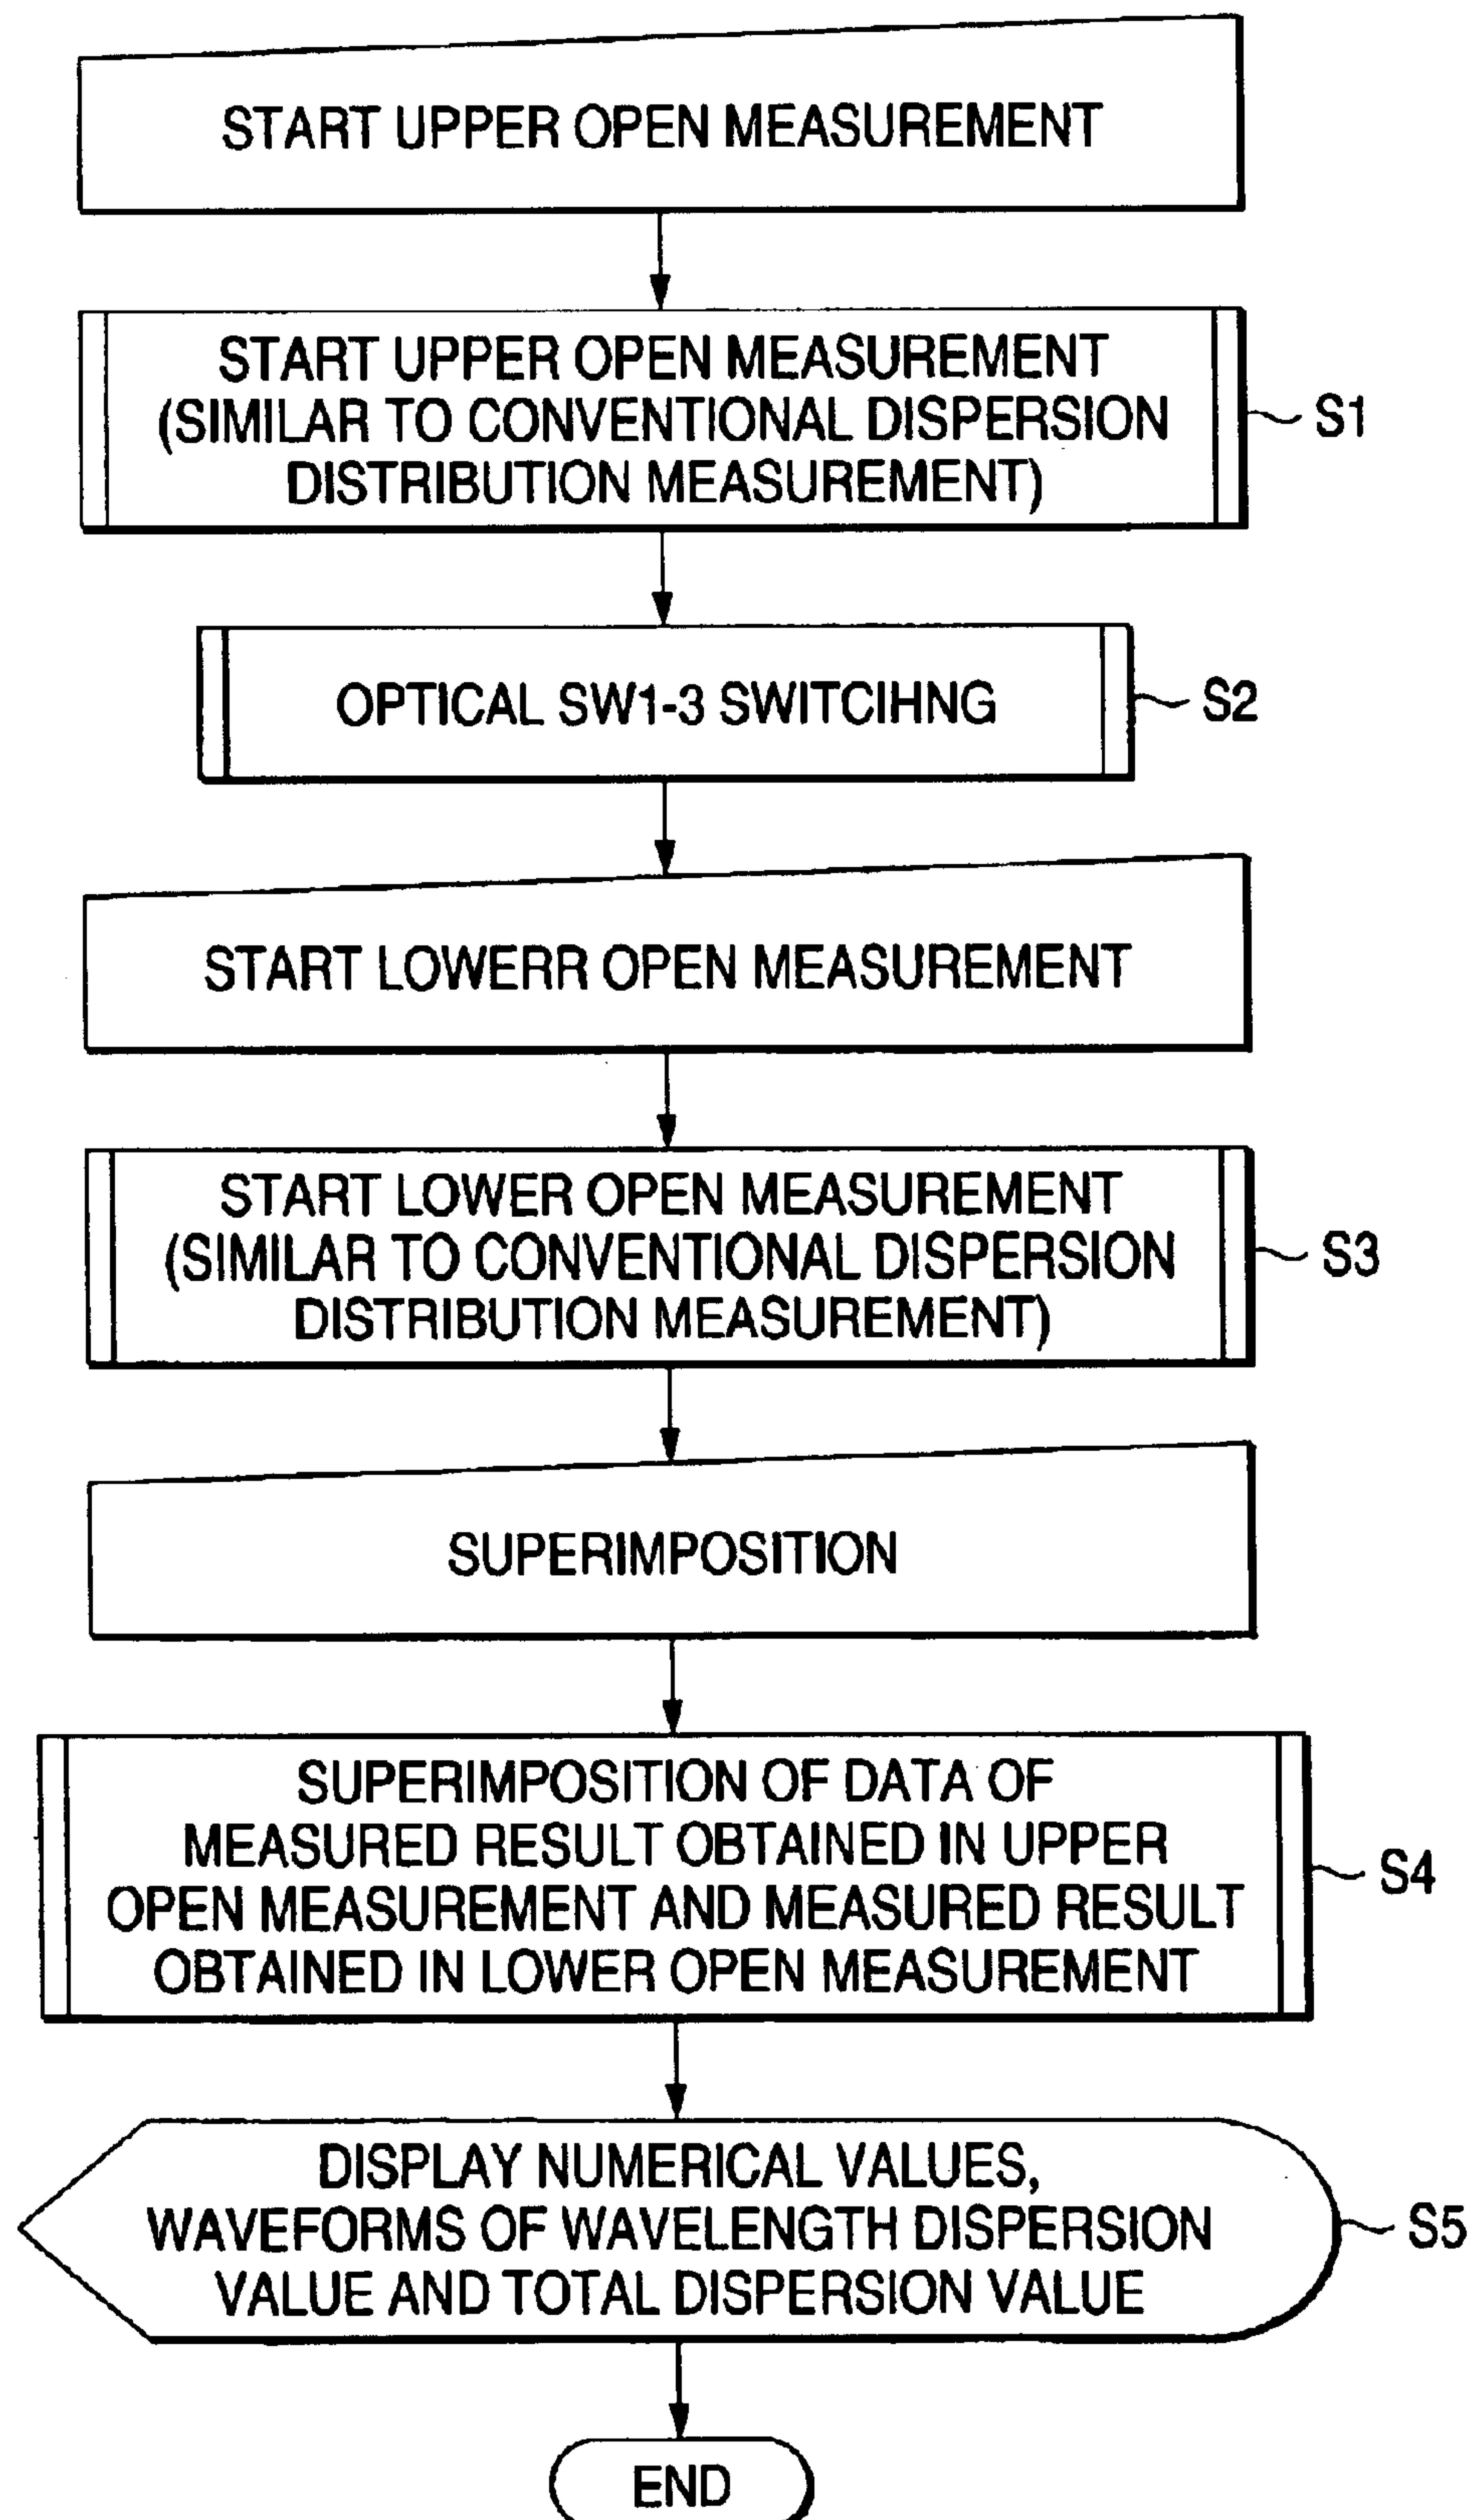 START UPPER OPEN MEASUREMENT
START UPPER OPEN MEASUREMENT
(SIMILAR TO CONVENTIONAL DISPERSION
DISTRIBUTION MEASUREMENT)
S1
OPTICAL SW1-3 SWITCIHNG
S2
START LOWERR OPEN MEASUREMENT
START LOWER OPEN MEASUREMENT
(SIMILAR TO CONVENTIONAL DISPERSION
DISTRIBUTION MEASUREMENT)
S3
SUPERIMPOSITION
SUPERIMPOSITION OF DATA OF
MEASURED RESULT OBTAINED IN UPPER
OPEN MEASUREMENT AND MEASURED RESULT
OBTAINED IN LOWER OPEN MEASUREMENT
S4
DISPLAY NUMERICAL VALUES,
WAVEFORMS OF WAVELENGTH DISPERSION
VALUE AND TOTAL DISPERSION VALUE
S5
END